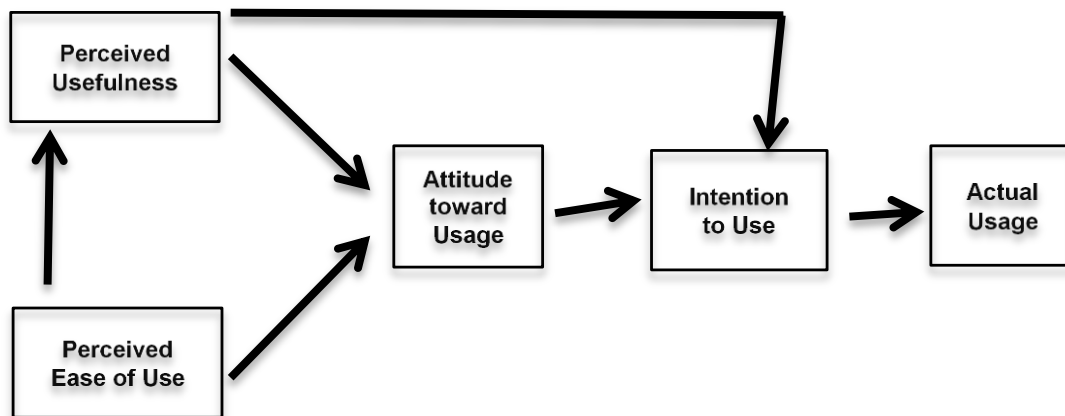 Perceived
Usefulness
Attitude
toward
Usage
Intention
to Use
Actual
Usage
Perceived
Ease of Use